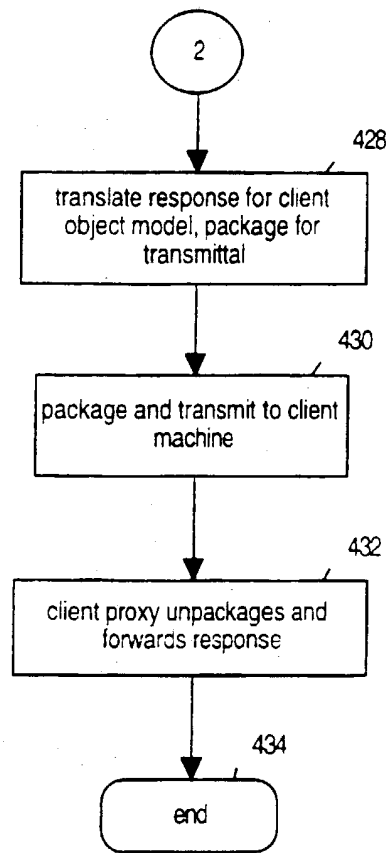 2
428
translate response for client
object model, package for
transmittal
430
package and transmit to client
machine
432
client proxy unpackages and
forwards response
434
end